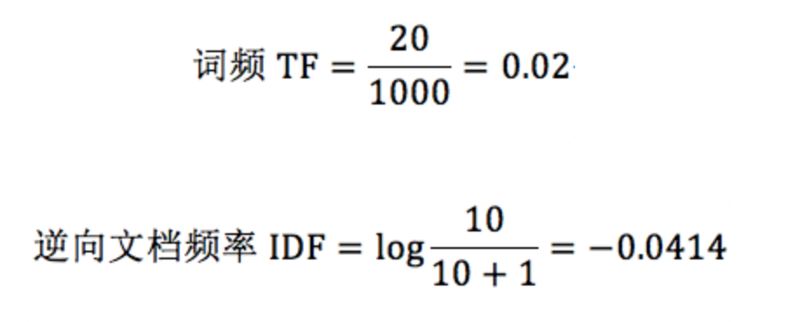 词频 TF = 20/1000 = 0.02
逆向文档频率 IDF = log 10/(10 + 1) = −0.0414